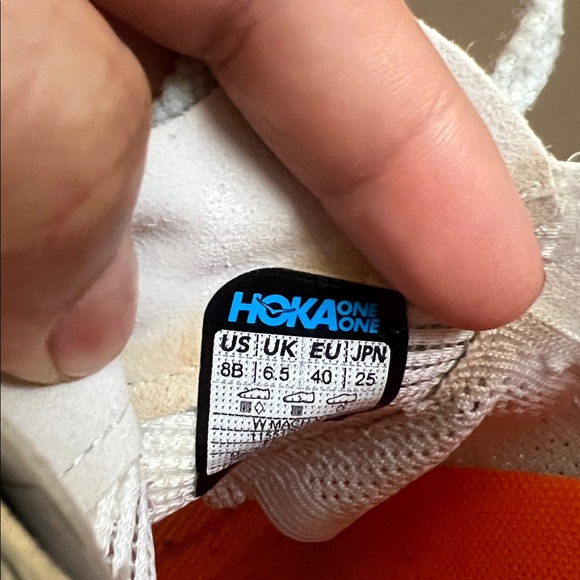 HOKA ONE ONE
US UK EU JPN
8B 6.5 40 25